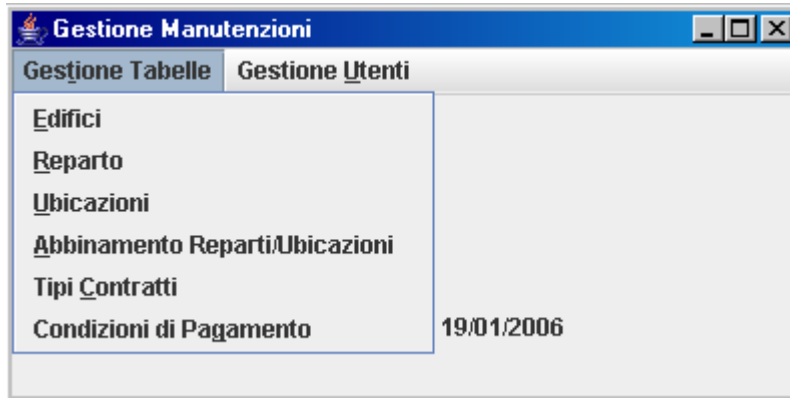 Gestione Manutenzioni
Gestione Tabelle Gestione Utenti
Edifici
Reparto
Ubicazioni
Abbinamento Reparti/Ubicazioni
Tipi Contratti
Condizioni di Pagamento 19/01/2006